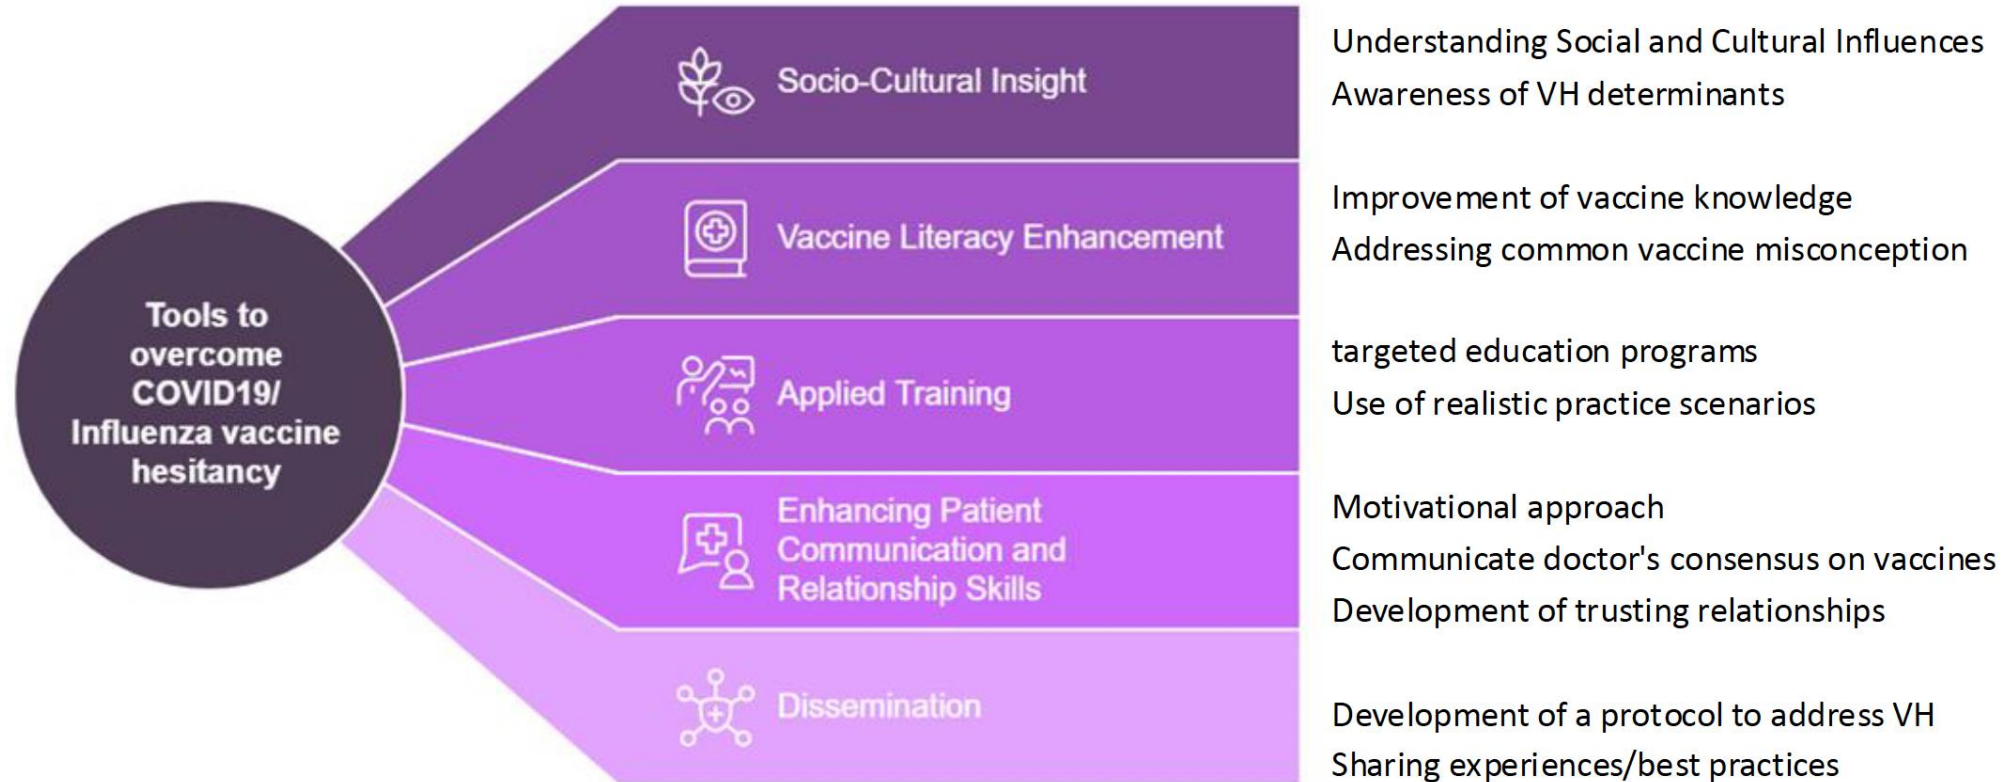 Tools to
overcome
COVID19/
Influenza vaccine
hesitancy
Socio-Cultural Insight
Understanding Social and Cultural Influences
Awareness of VH determinants
Vaccine Literacy Enhancement
Improvement of vaccine knowledge
Addressing common vaccine misconception
Applied Training
targeted education programs
Use of realistic practice scenarios
Enhancing Patient
Communication and
Relationship Skills
Motivational approach
Communicate doctor's consensus on vaccines
Development of trusting relationships
Dissemination
Development of a protocol to address VH
Sharing experiences/best practices